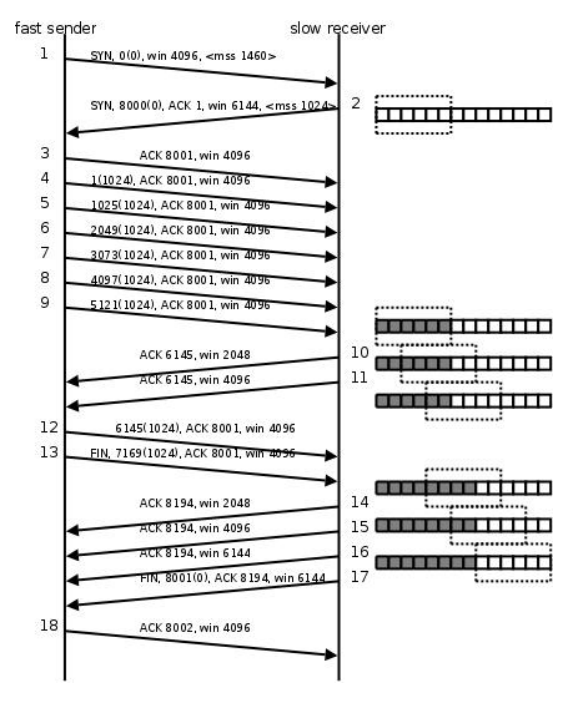 fast sender slow receiver
1 SYN, 0(0), win 4096, <mss 1460>
SYN, 8000(0), ACK 1, win 6144, <mss 1024> 2
3 ACK 8001, win 4096
4 1(1024), ACK 8001, win 4096
5 1025(1024), ACK 8001, win 4096
6 2049(1024), ACK 8001, win 4096
7 3073(1024), ACK 8001, win 4096
8 4097(1024), ACK 8001, win 4096
9 5121(1024), ACK 8001, win 4096
ACK 6145, win 2048 10
ACK 6145, win 4096 11
12 6145(1024), ACK 8001, win 4096
13 FIN, 7169(1024), ACK 8001, win 4096
ACK 8194, win 2048 14
ACK 8194, win 4096 15
ACK 8194, win 6144 16
FIN, 8001(0), ACK 8194, win 6144 17
18 ACK 8002, win 4096